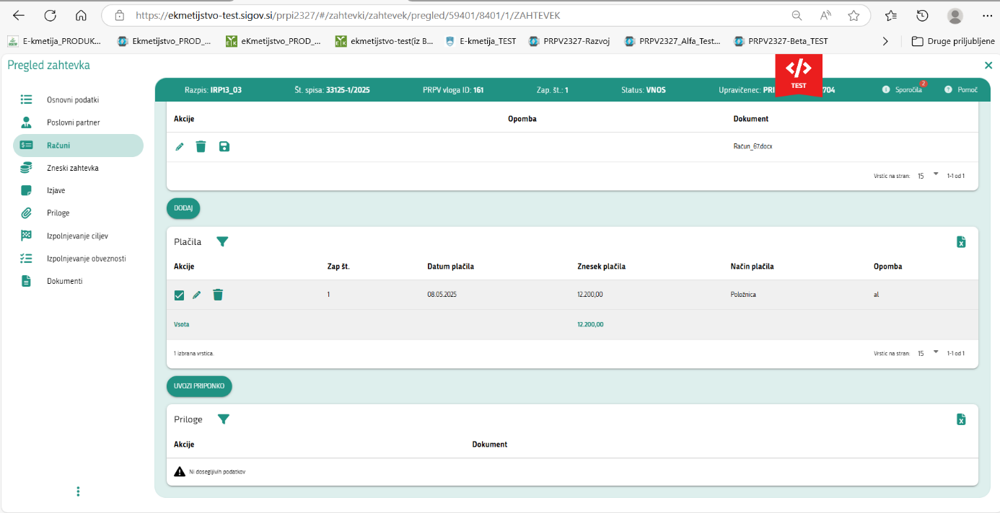 https://ekmetijstvo-test.sigov.si/prpi2327/#/zahtevki/zahtevek/pregled/59401/8401/1/ZAHTEVEK
E-kmetija_PRODUK... Ekmetijstvo_PROD_... eKmetijstvo_PROD_... ekmetijstvo-test(iz B... E-kmetija_TEST PRPV2327-Razvoj PRPV2327_Alfa_Test... PRPV2327-Beta_TEST Druge priljubljene
Pregled zahtevka
Osnovni podatki
Poslovni partner
Računi
Zneski zahtevka
Izjave
Priloge
Izpolnjevanje ciljev
Izpolnjevanje obveznosti
Dokumenti
Razpis: IRP13_03 Št. spisa: 33125-1/2025 PRPV vloga ID: 161 Zap. št.: 1 Status: VNOS Upravičenec: PRI 704 Sporočila 2 Pomoč
TEST
Akcije Opomba Dokument
Račun_67.docx
Vrstic na stran: 15 1-1 od 1
DODAJ
Plačila
Akcije Zap št. Datum plačila Znesek plačila Način plačila Opomba
1 08.05.2025 12.200,00 Položnica al
Vsota 12.200,00
1 izbrana vrstica. Vrstic na stran: 15 1-1 od 1
UVOZI PRIPONKO
Priloge
Akcije Dokument
Ni dosegljivih podatkov